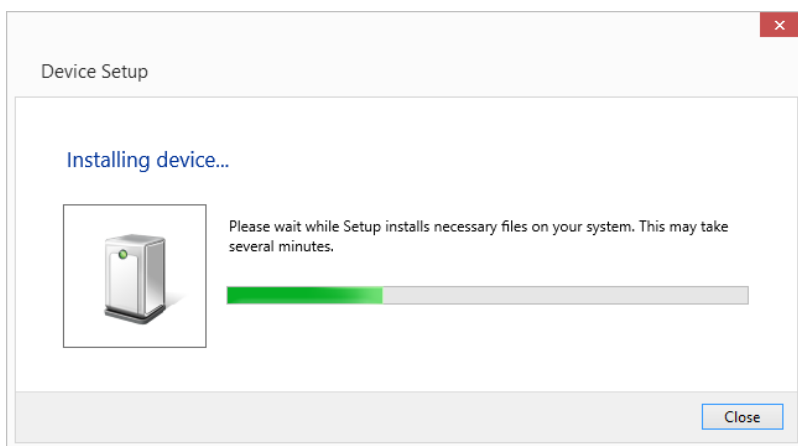 Device Setup
Installing device...
Please wait while Setup installs necessary files on your system. This may take
several minutes.
Close